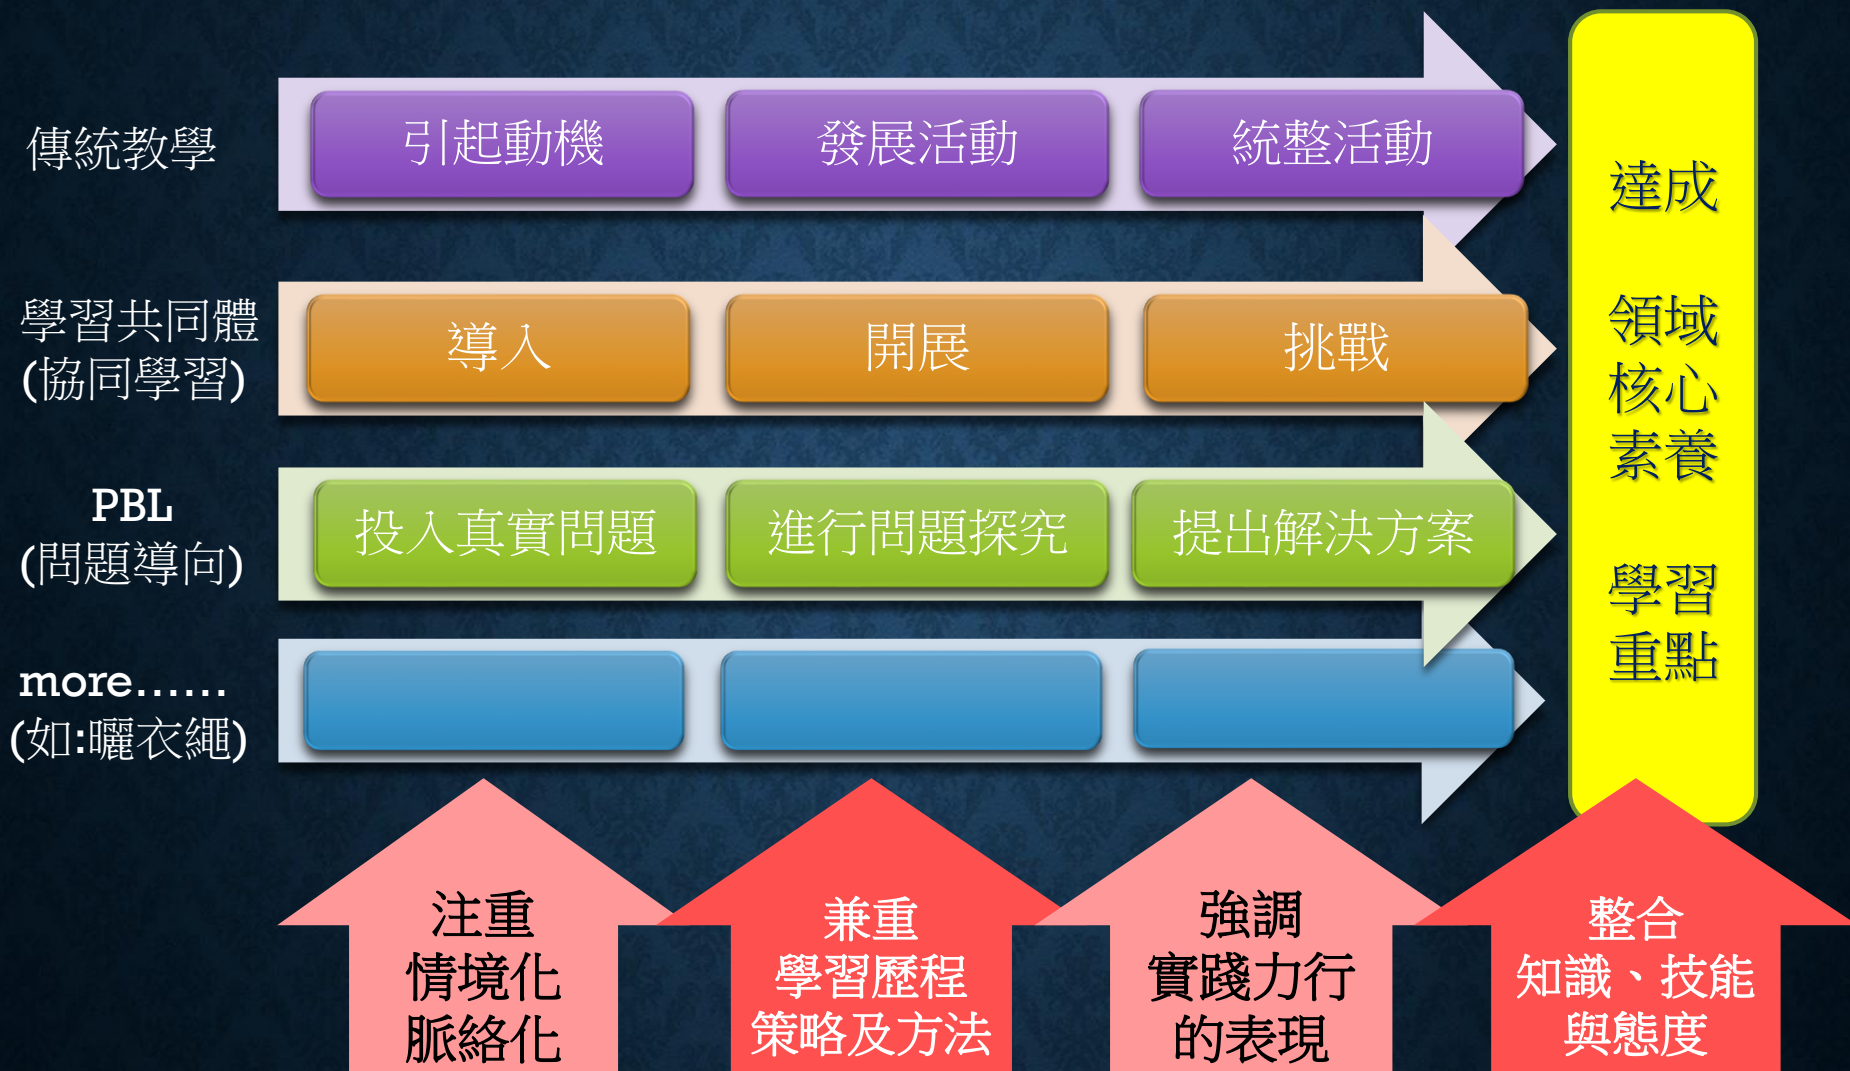 傳統教學
引起動機
發展活動
統整活動
學習共同體
(協同學習)
導入
開展
挑戰
PBL
(問題導向)
投入真實問題
進行問題探究
提出解決方案
more......
(如:曬衣繩)
達成
領域
核心
素養
學習
重點
注重
情境化
脈絡化
兼重
學習歷程
策略及方法
強調
實踐力行
的表現
整合
知識、技能
與態度